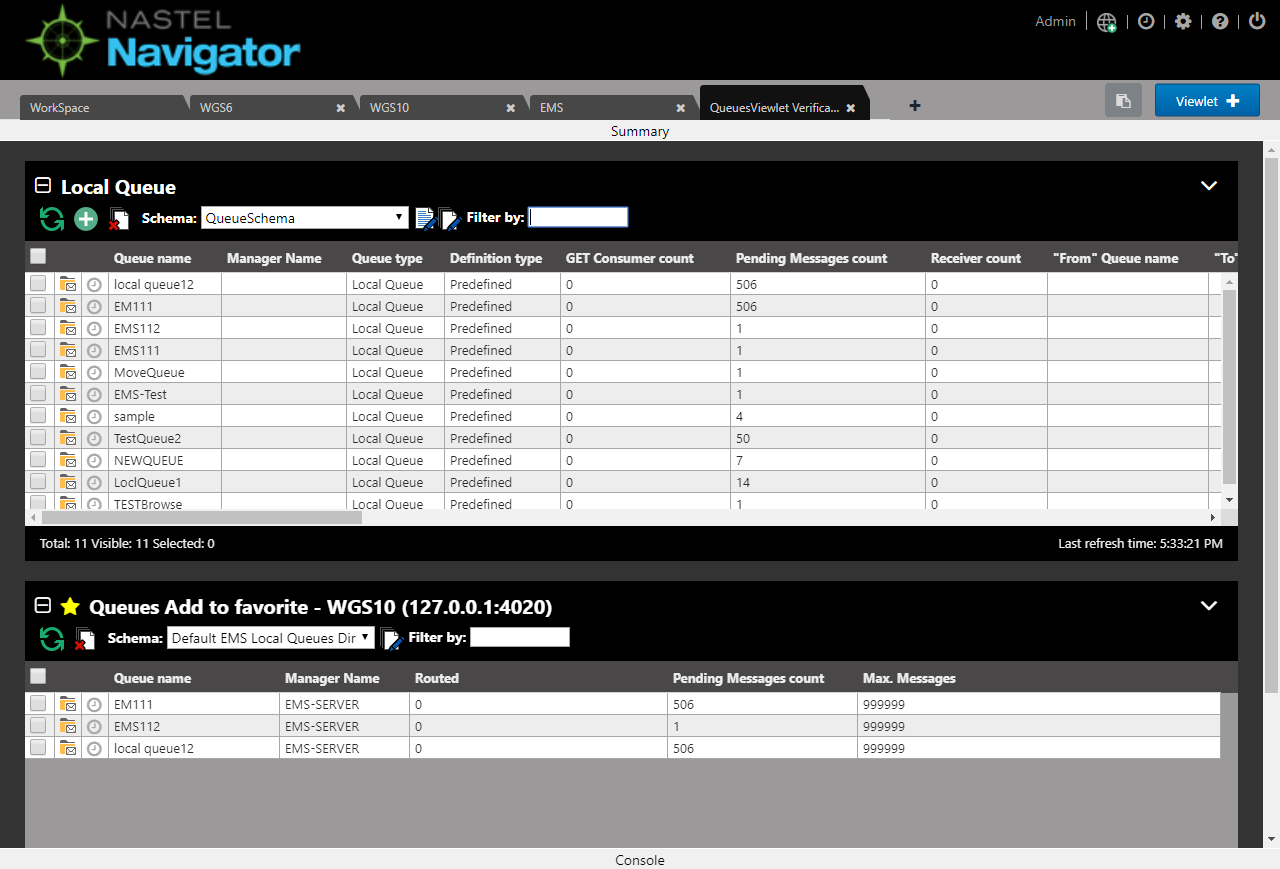 NASTEL
Navigator
Admin
WorkSpace WGS6 WGS10 EMS QueuesViewlet Verifica... Viewlet
Summary
Local Queue
Schema: QueueSchema Filter by:
Queue name Manager Name Queue type Definition type GET Consumer count Pending Messages count Receiver count "From" Queue name "To"
local queue12 Local Queue Predefined 0 506 0
EM111 Local Queue Predefined 0 506 0
EMS112 Local Queue Predefined 0 1 0
EMS111 Local Queue Predefined 0 1 0
MoveQueue Local Queue Predefined 0 1 0
EMS-Test Local Queue Predefined 0 1 0
sample Local Queue Predefined 0 4 0
TestQueue2 Local Queue Predefined 0 50 0
NEWQUEUE Local Queue Predefined 0 7 0
LoclQueue1 Local Queue Predefined 0 14 0
TESTBrowse Local Queue Predefined 0 1 0
Total: 11 Visible: 11 Selected: 0 Last refresh time: 5:33:21 PM
Queues Add to favorite - WGS10 (127.0.0.1:4020)
Schema: Default EMS Local Queues Dir Filter by:
Queue name Manager Name Routed Pending Messages count Max. Messages
EM111 EMS-SERVER 0 506 999999
EMS112 EMS-SERVER 0 1 999999
local queue12 EMS-SERVER 0 506 999999
Console